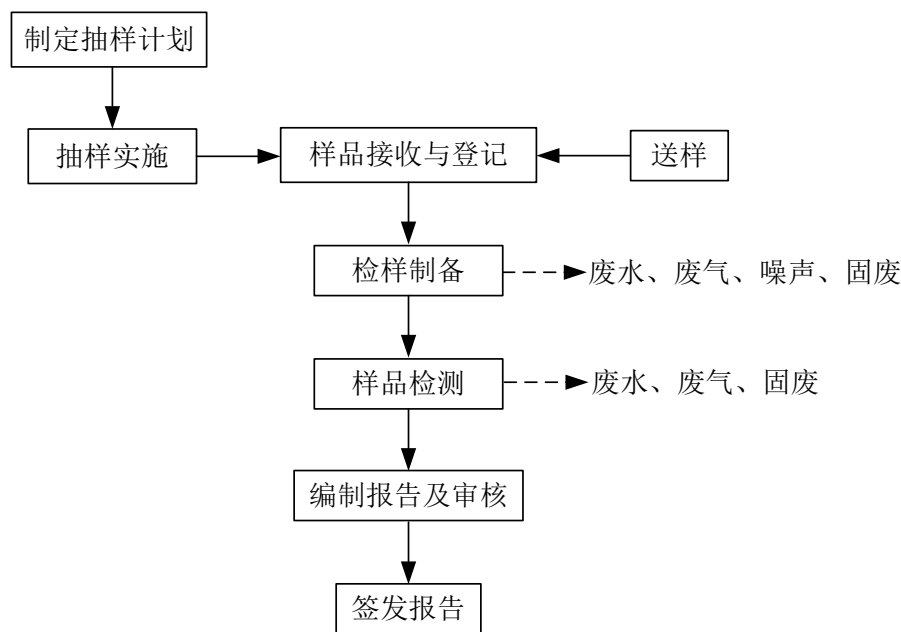 制定抽样计划
抽样实施
样品接收与登记
送样
检样制备
废水、废气、噪声、固废
样品检测
废水、废气、固废
编制报告及审核
签发报告